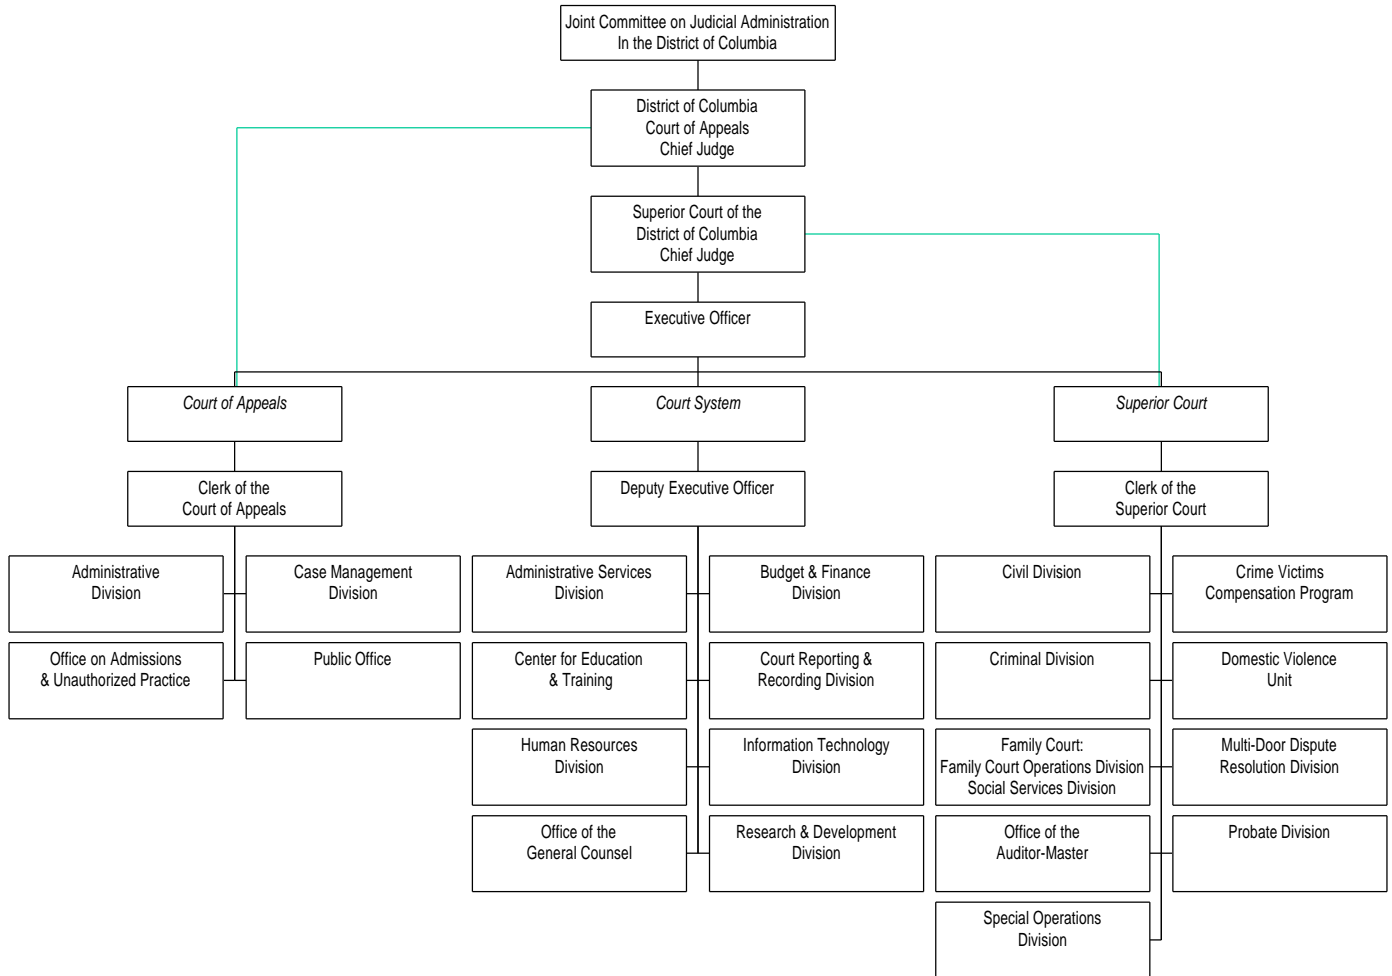 Joint Committee on Judicial Administration
In the District of Columbia
District of Columbia
Court of Appeals
Chief Judge
Superior Court of the
District of Columbia
Chief Judge
Executive Officer
Court of Appeals
Court System
Superior Court
Clerk of the
Court of Appeals
Deputy Executive Officer
Clerk of the
Superior Court
Administrative
Division
Case Management
Division
Administrative Services
Division
Budget & Finance
Division
Civil Division
Crime Victims
Compensation Program
Office on Admissions
& Unauthorized Practice
Public Office
Center for Education
& Training
Court Reporting &
Recording Division
Criminal Division
Domestic Violence
Unit
Human Resources
Division
Information Technology
Division
Family Court:
Family Court Operations Division
Social Services Division
Multi-Door Dispute
Resolution Division
Office of the
General Counsel
Research & Development
Division
Office of the
Auditor-Master
Probate Division
Special Operations
Division